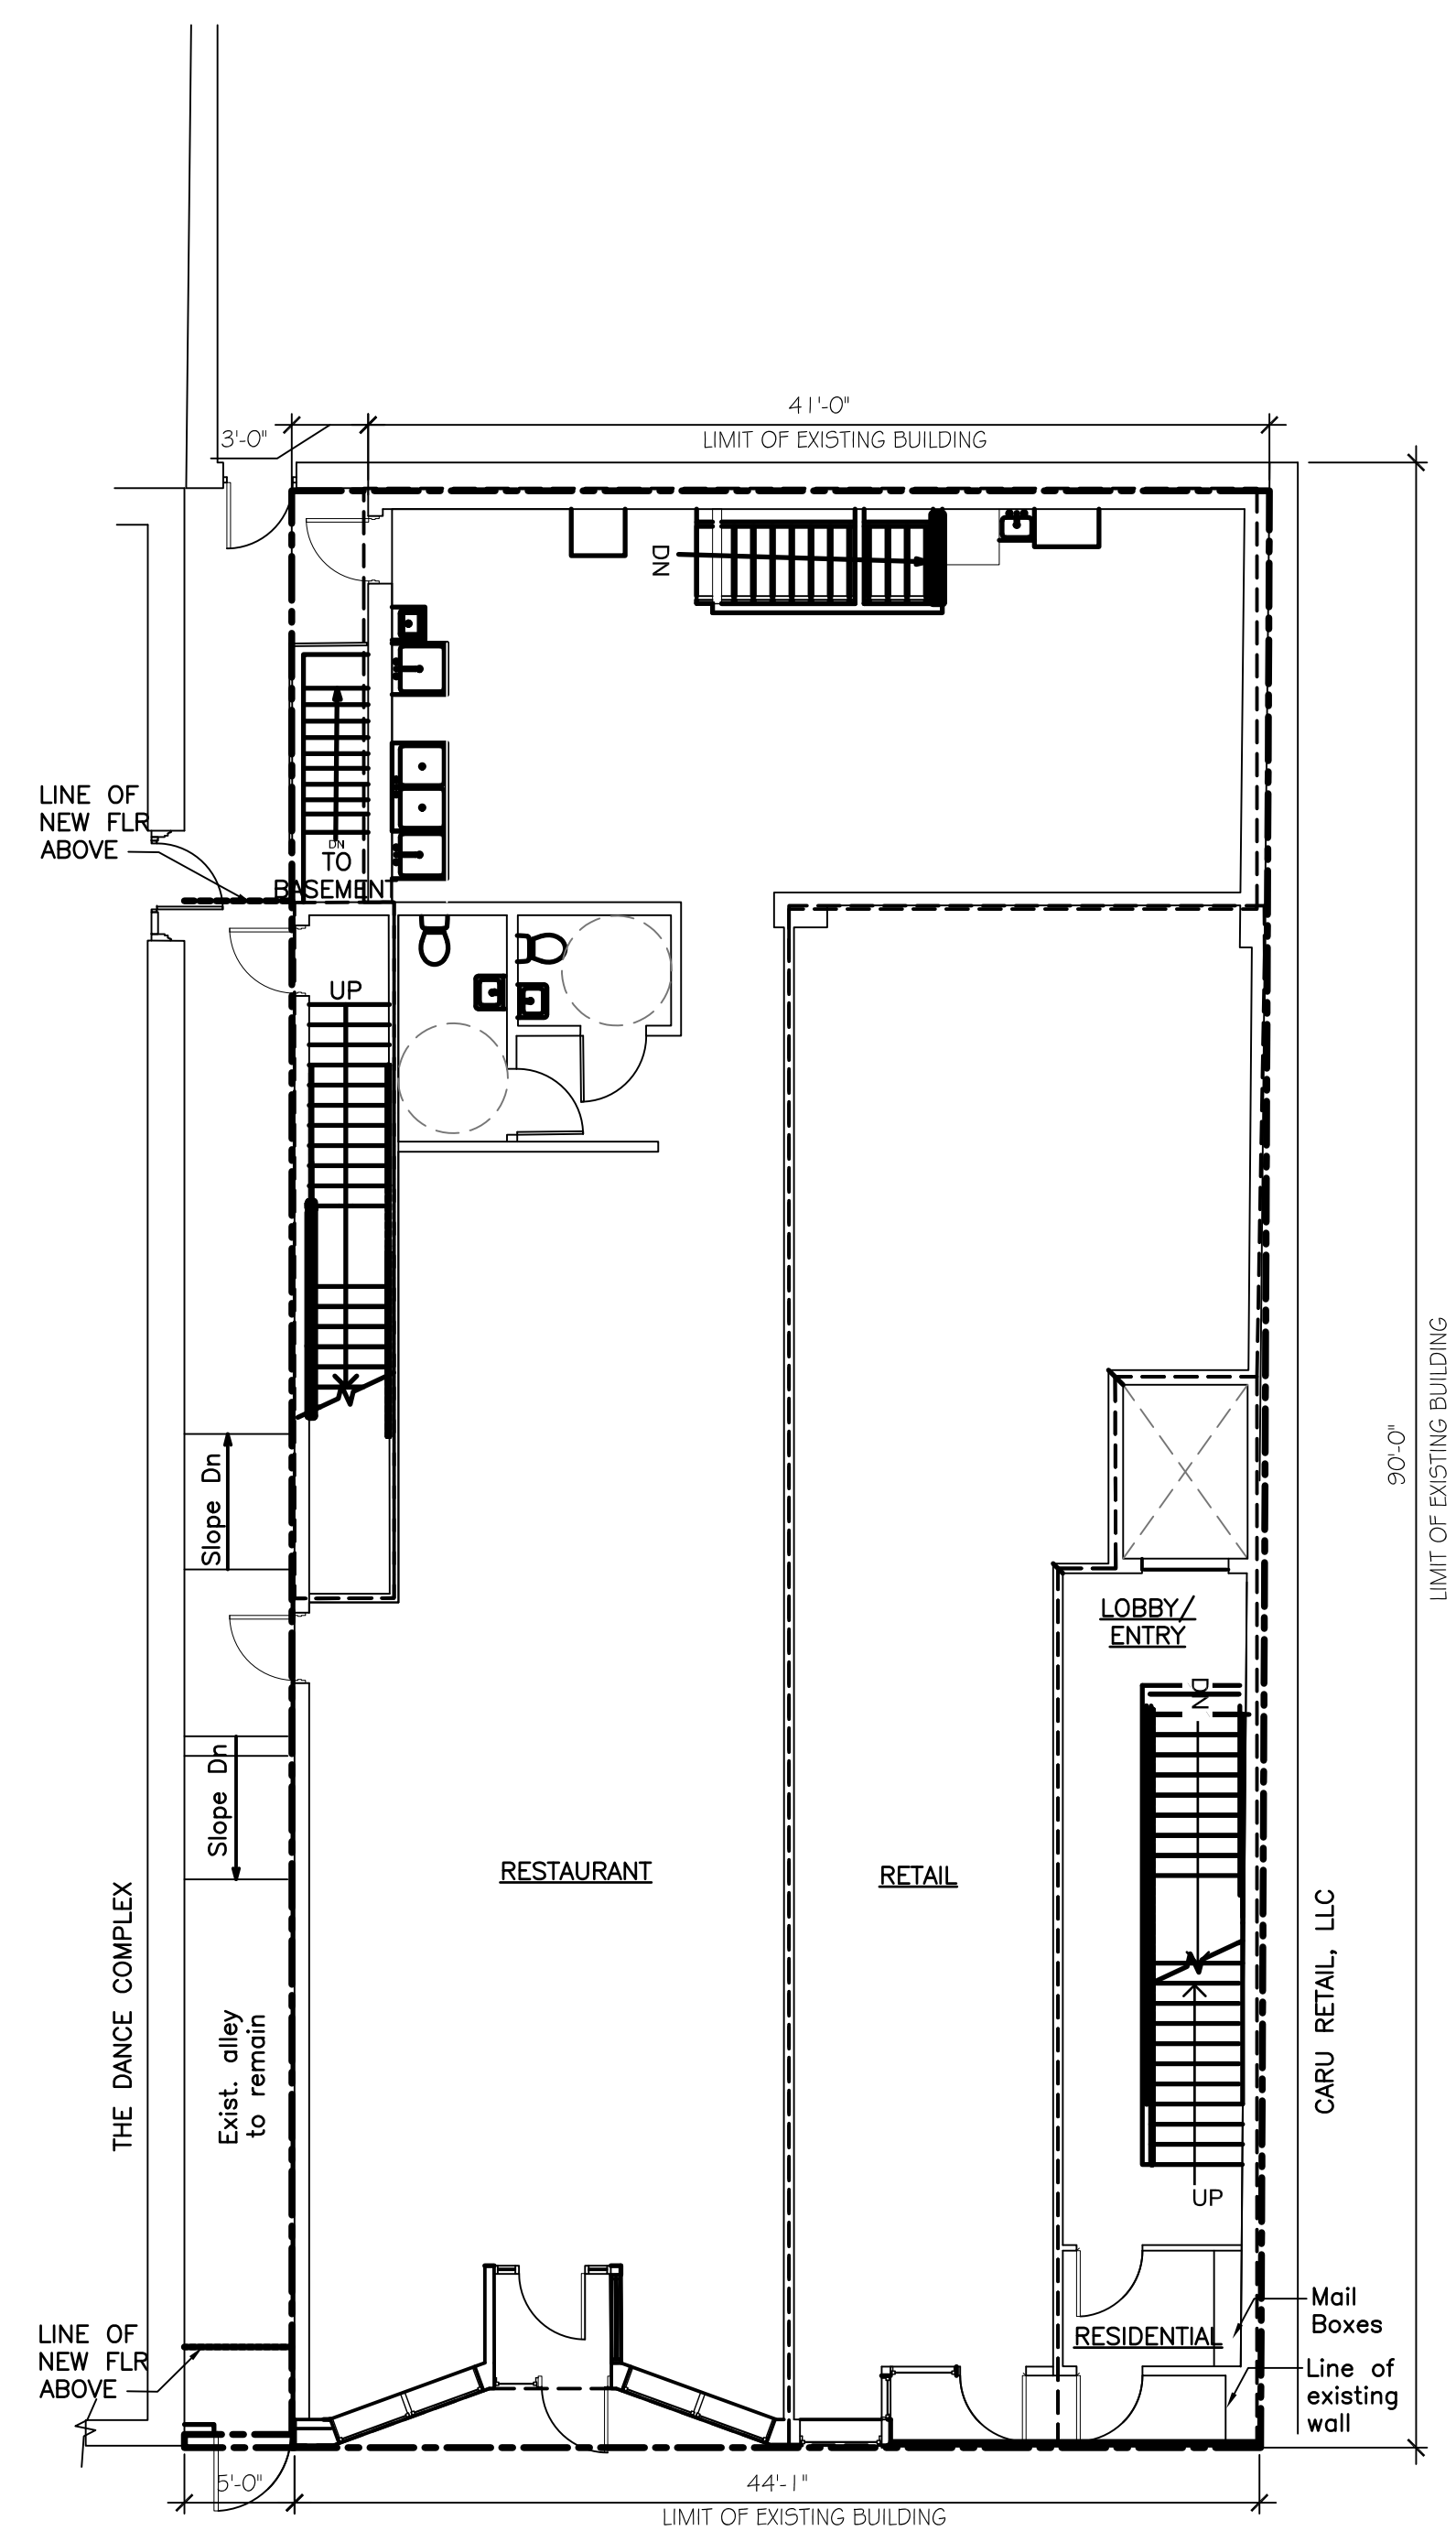 41'-0"
3'-0"
LIMIT OF EXISTING BUILDING
DN
LINE OF
NEW FLR
ABOVE
DN
TO
BASEMENT
UP
90'-0"
LIMIT OF EXISTING BUILDING
Slope Dn
LOBBY/
ENTRY
DN
Slope Dn
RESTAURANT
RETAIL
THE DANCE COMPLEX
Exist. alley
to remain
CARU RETAIL, LLC
UP
Mail
Boxes
RESIDENTIAL
LINE OF
NEW FLR
ABOVE
Line of
existing
wall
5'-0"
44'-1"
LIMIT OF EXISTING BUILDING